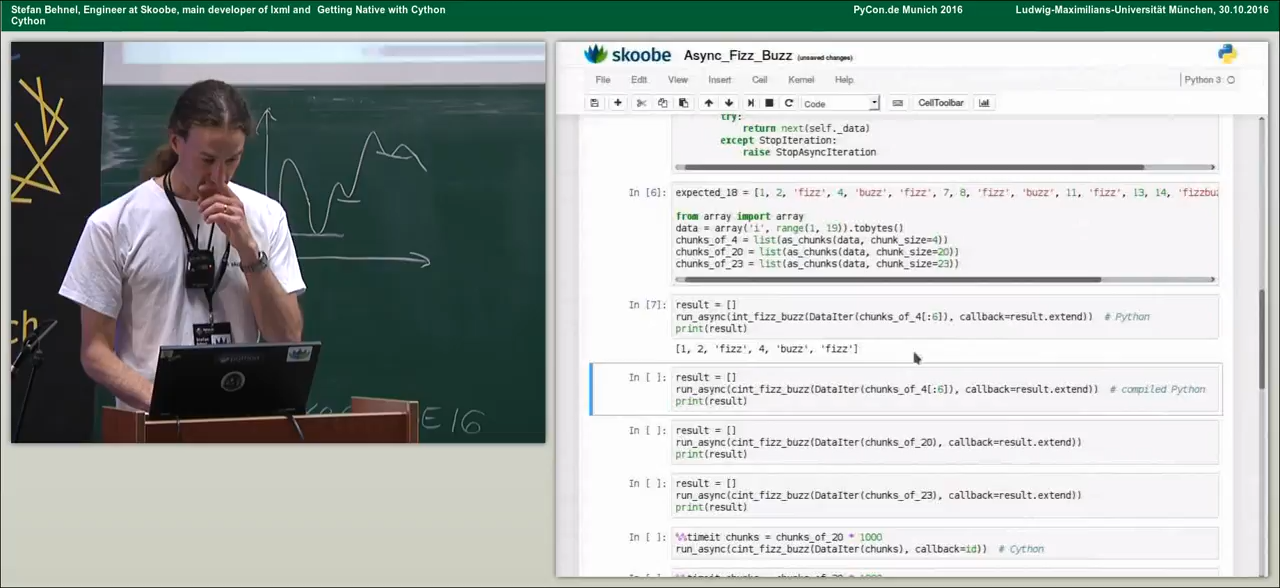 Stefan Behnel, Engineer at Skoobe, main developer of lxml and Cython
Getting Native with Cython
PyCon.de Munich 2016
Ludwig-Maximilians-Universität München, 30.10.2016
skoobe Async_Fizz_Buzz (unsaved changes)
File Edit View Insert Cell Kernel Help Python 3
Code CellToolbar
try:
return next(self._data)
except StopIteration:
raise StopAsyncIteration
In [6]: expected_18 = [1, 2, 'fizz', 4, 'buzz', 'fizz', 7, 8, 'fizz', 'buzz', 11, 'fizz', 13, 14, 'fizzbuz
from array import array
data = array('i', range(1, 19)).tobytes()
chunks_of_4 = list(as_chunks(data, chunk_size=4))
chunks_of_20 = list(as_chunks(data, chunk_size=20))
chunks_of_23 = list(as_chunks(data, chunk_size=23))
In [7]: result = []
run_async(int_fizz_buzz(DataIter(chunks_of_4[:6]), callback=result.extend)) # Python
print(result)
[1, 2, 'fizz', 4, 'buzz', 'fizz']
In [ ]: result = []
run_async(cint_fizz_buzz(DataIter(chunks_of_4[:6]), callback=result.extend)) # compiled Python
print(result)
In [ ]: result = []
run_async(cint_fizz_buzz(DataIter(chunks_of_20), callback=result.extend))
print(result)
In [ ]: result = []
run_async(cint_fizz_buzz(DataIter(chunks_of_23), callback=result.extend))
print(result)
In [ ]: %%timeit chunks = chunks_of_20 * 1000
run_async(cint_fizz_buzz(DataIter(chunks), callback=id)) # Cython
ch
E16